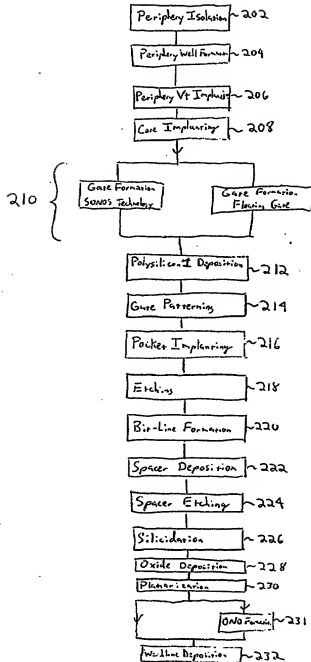 Periphery Isolation 202
Periphery Well Formation 204
Periphery Vt Implants 206
Core Implanting 208
210
Gate Formation
SONOS Technology
Gate Formation
Floating Gate
Polysilicon I Deposition 212
Gate Patterning 214
Pocket Implanting 216
Etching 218
Bit-Line Formation 220
Spacer Deposition 222
Spacer Etching 224
Silicidation 226
Oxide Deposition 228
Planarization 230
ONO Formation 231
Wordline Deposition 232